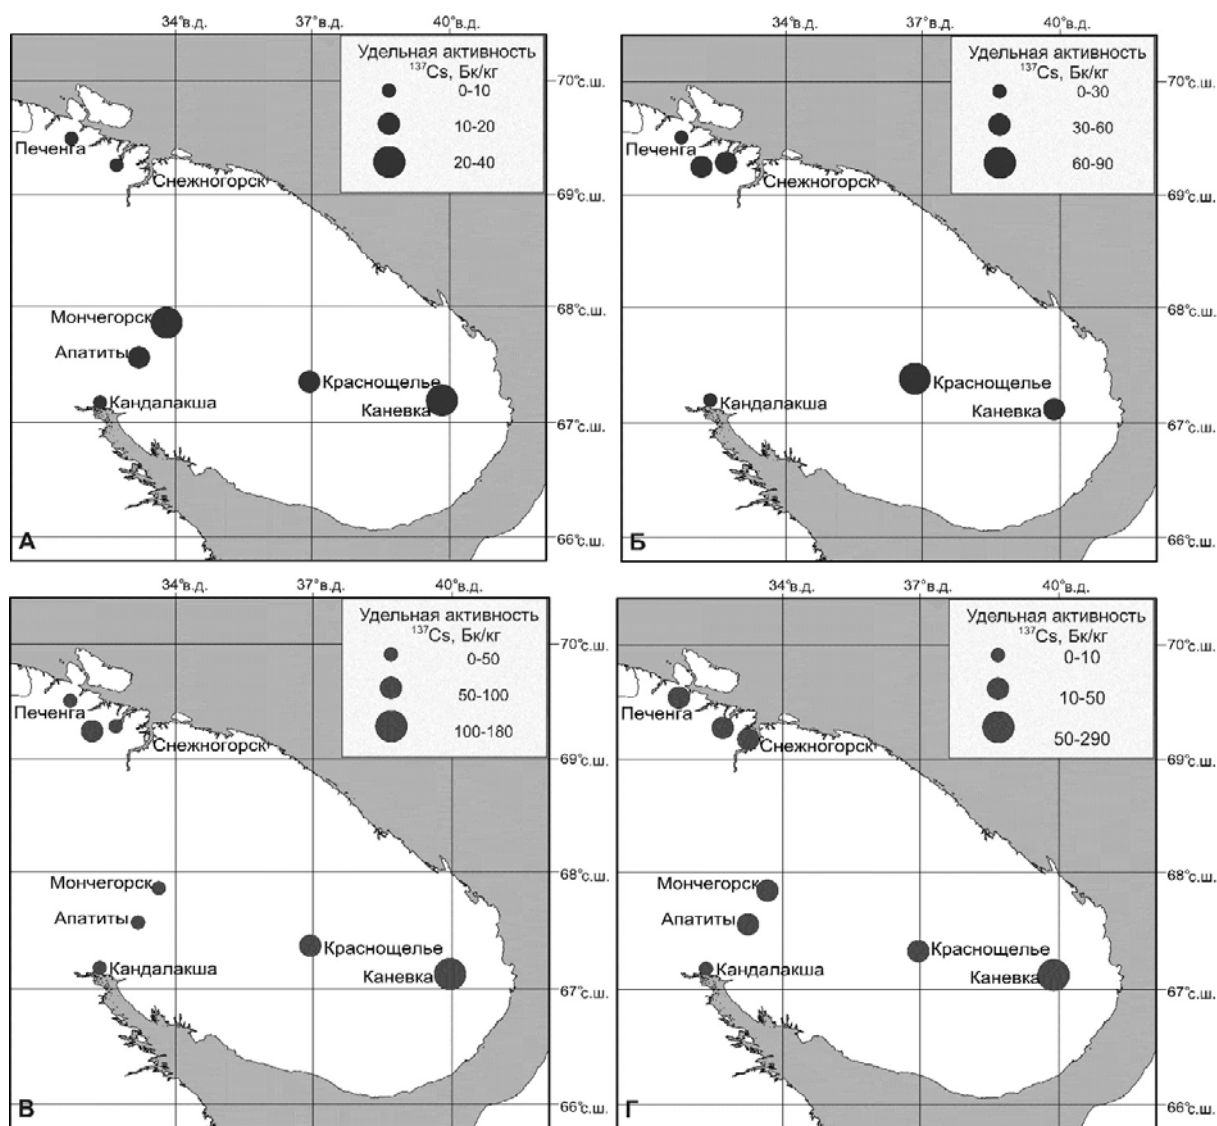 34°в.д.
37°в.д.
40°в.д.
Удельная активность
¹³⁷Cs, Бк/кг
0-10
10-20
20-40
70°с.ш.
69°с.ш.
68°с.ш.
67°с.ш.
66°с.ш.
Печенга
Снежногорск
Мончегорск
Апатиты
Кандалакша
Краснощелье
Каневка
А
34°в.д.
37°в.д.
40°в.д.
Удельная активность
¹³⁷Cs, Бк/кг
0-30
30-60
60-90
70°с.ш.
69°с.ш.
68°с.ш.
67°с.ш.
66°с.ш.
Печенга
Снежногорск
Краснощелье
Кандалакша
Каневка
Б
34°в.д.
37°в.д.
40°в.д.
Удельная активность
¹³⁷Cs, Бк/кг
0-50
50-100
100-180
70°с.ш.
69°с.ш.
68°с.ш.
67°с.ш.
66°с.ш.
Печенга
Снежногорск
Мончегорск
Апатиты
Краснощелье
Кандалакша
Каневка
В
34°в.д.
37°в.д.
40°в.д.
Удельная активность
¹³⁷Cs, Бк/кг
0-10
10-50
50-290
70°с.ш.
69°с.ш.
68°с.ш.
67°с.ш.
66°с.ш.
Печенга
Снежногорск
Мончегорск
Апатиты
Краснощелье
Кандалакша
Каневка
Г